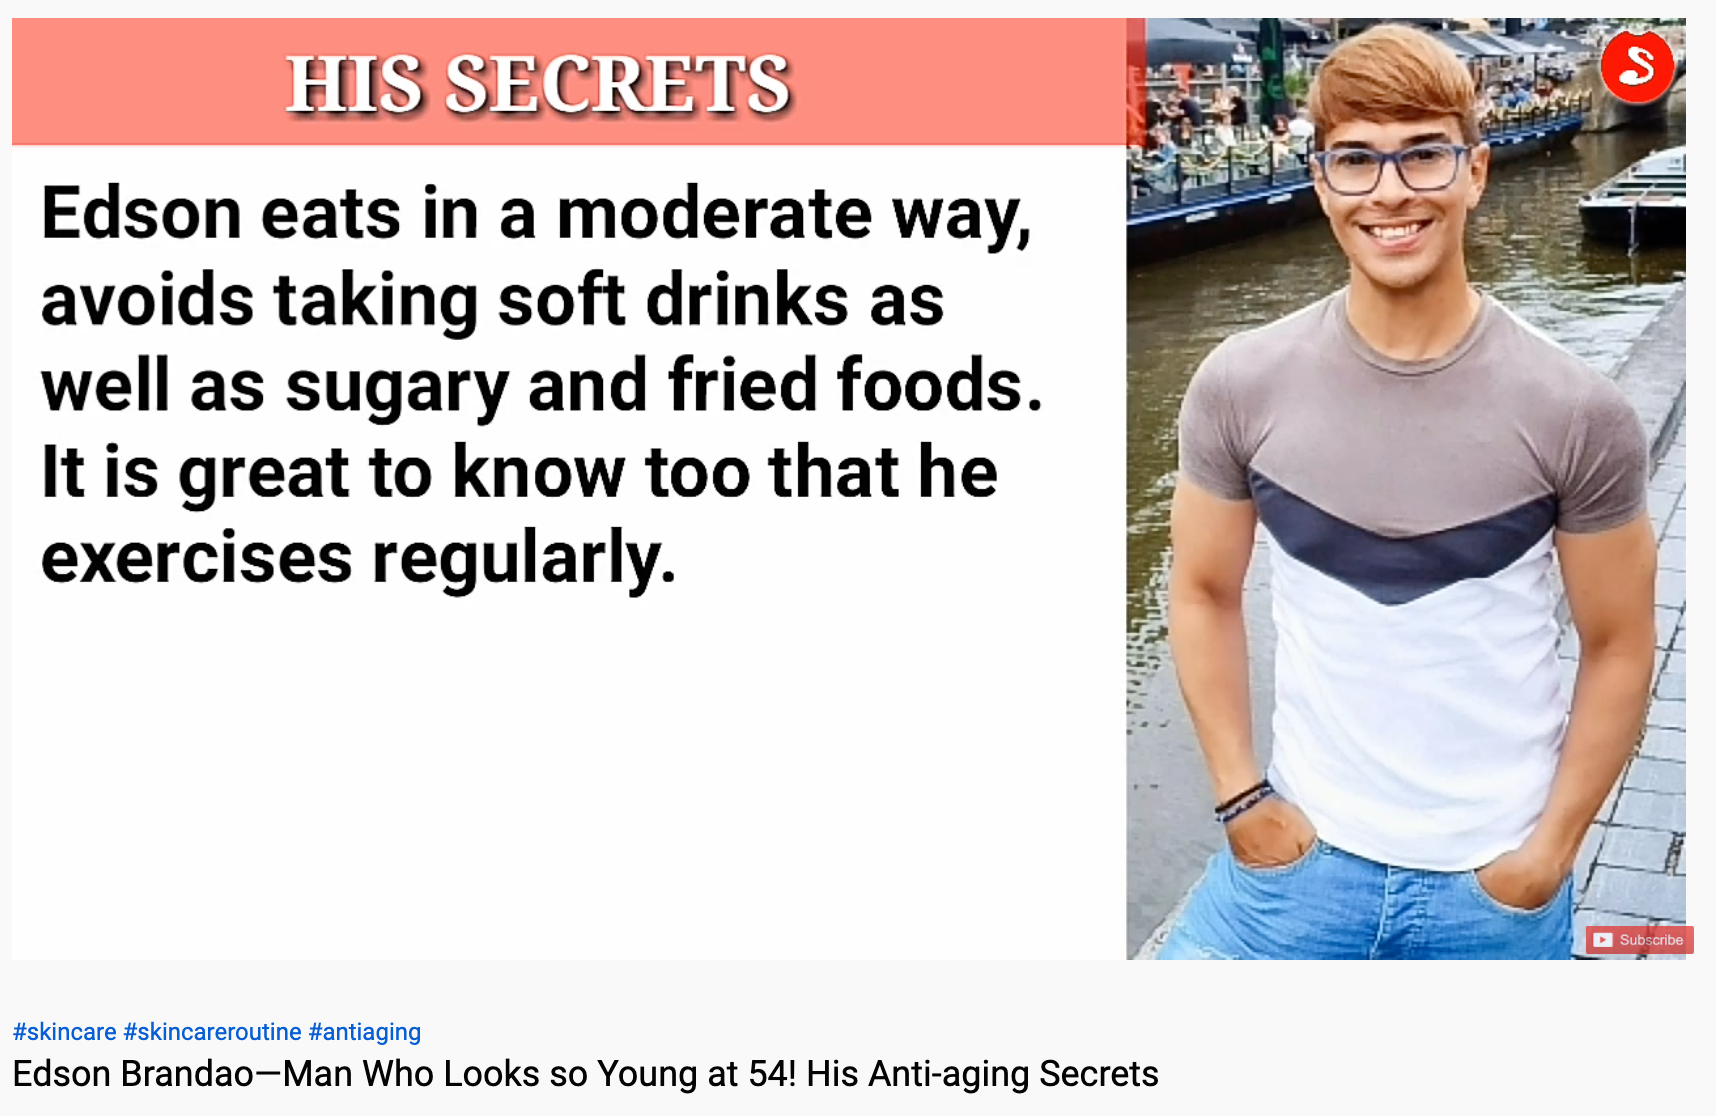 HIS SECRETS
S
Edson eats in a moderate way,
avoids taking soft drinks as
well as sugary and fried foods.
It is great to know too that he
exercises regularly.
Subscribe
#skincare #skincareroutine #antiaging
Edson Brandao—Man Who Looks so Young at 54! His Anti-aging Secrets